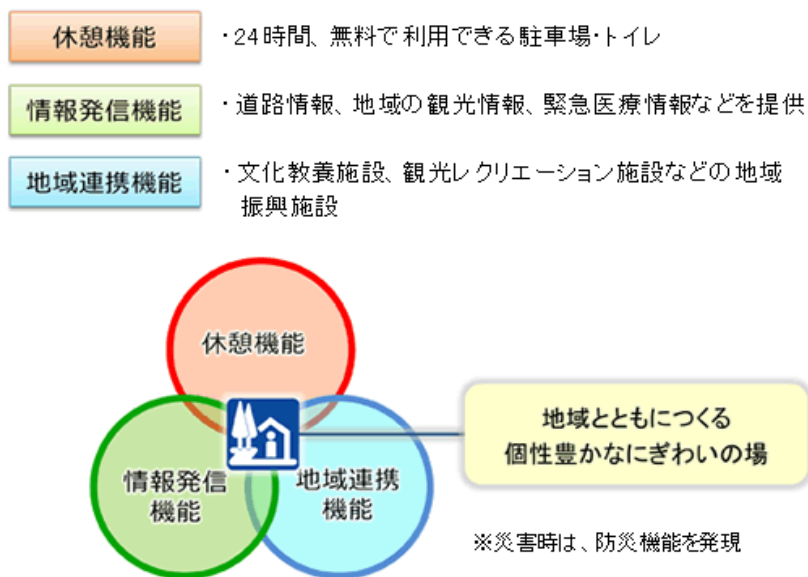 休憩機能
・24時間、無料で利用できる駐車場・トイレ
情報発信機能
・道路情報、地域の観光情報、緊急医療情報などを提供
地域連携機能
・文化教養施設、観光レクリエーション施設などの地域
振興施設
休憩機能
情報発信
機能
地域連携
機能
地域とともにつくる
個性豊かなにぎわいの場
※災害時は、防災機能を発現